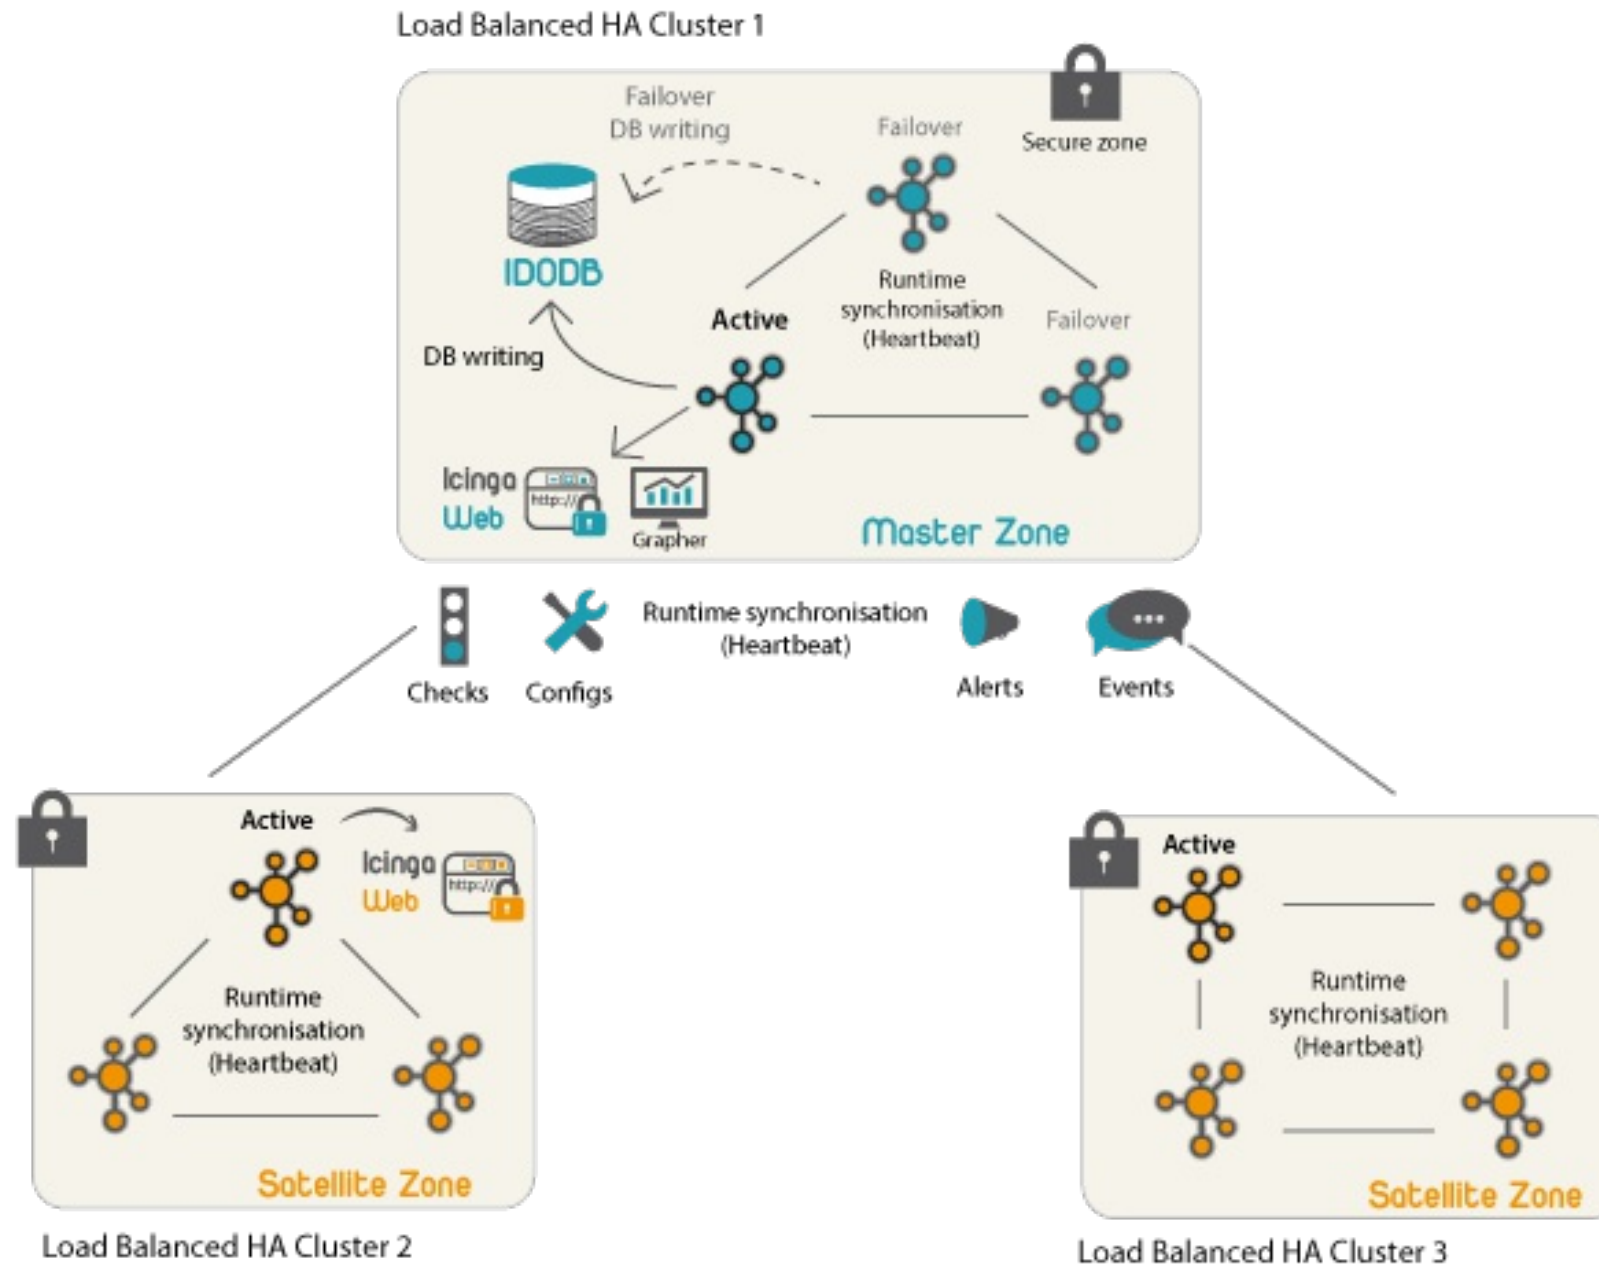 Load Balanced HA Cluster 1
Failover
DB writing
Failover
Secure zone
IDODB
Runtime
synchronisation
(Heartbeat)
Active
Failover
DB writing
Icinga
Web
http://
Grapher
Master Zone
Runtime synchronisation
(Heartbeat)
Checks
Configs
Alerts
Events
Active
Icinga
Web
http://
Runtime
synchronisation
(Heartbeat)
Satellite Zone
Load Balanced HA Cluster 2
Active
Runtime
synchronisation
(Heartbeat)
Satellite Zone
Load Balanced HA Cluster 3